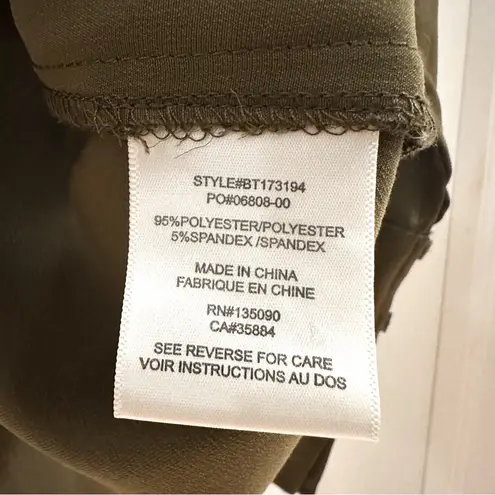 STYLE#BT173194
PO#06808-00
95%POLYESTER/POLYESTER
5%SPANDEX /SPANDEX
MADE IN CHINA
FABRIQUE EN CHINE
RN#135090
CA#35884
SEE REVERSE FOR CARE
VOIR INSTRUCTIONS AU DOS